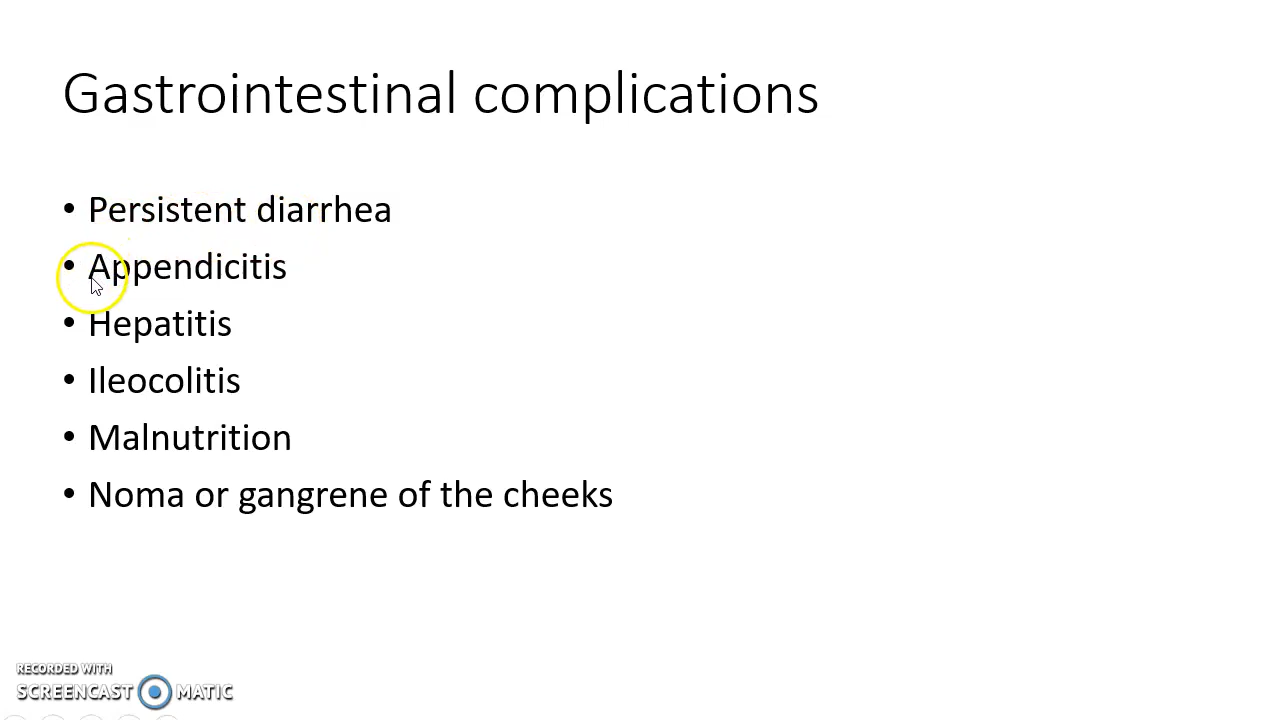 Gastrointestinal complications
• Persistent diarrhea
• Appendicitis
• Hepatitis
• Ileocolitis
• Malnutrition
• Noma or gangrene of the cheeks
RECORDED WITH
SCREENCAST MATIC